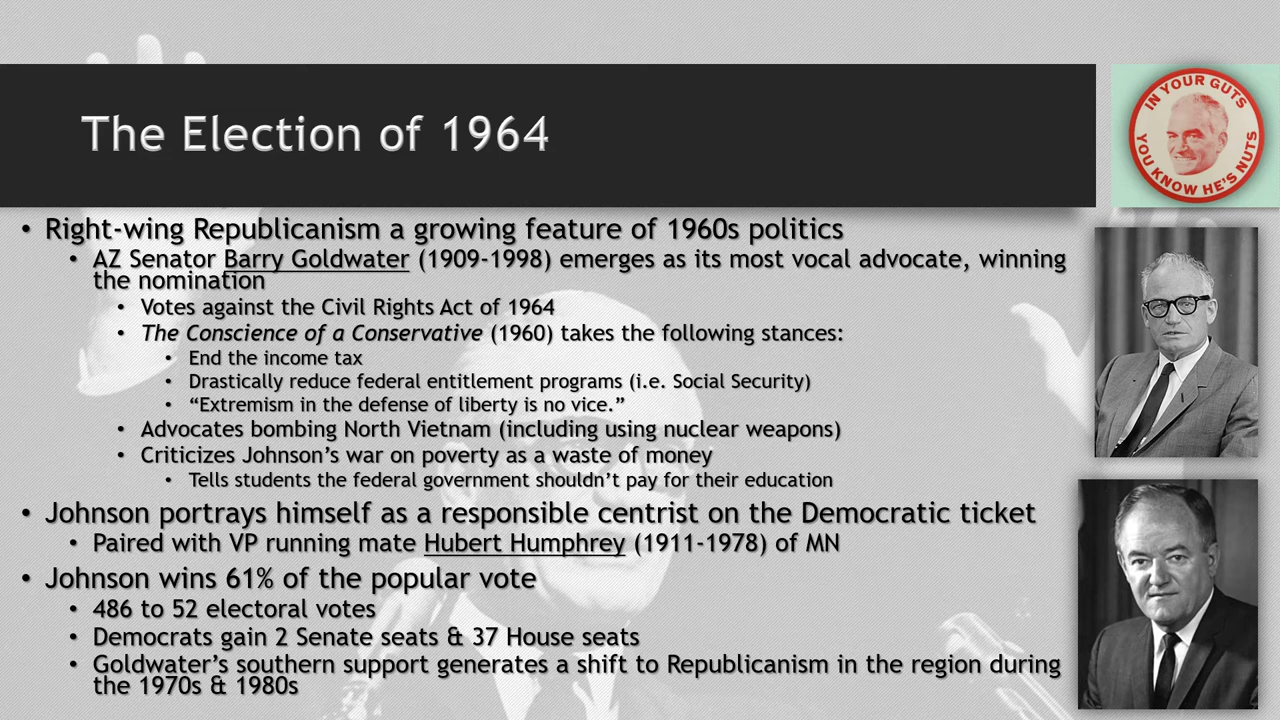 The Election of 1964
IN YOUR GUTS
YOU KNOW HE'S NUTS
• Right-wing Republicanism a growing feature of 1960s politics
• AZ Senator Barry Goldwater (1909-1998) emerges as its most vocal advocate, winning
the nomination
• Votes against the Civil Rights Act of 1964
• The Conscience of a Conservative (1960) takes the following stances:
• End the income tax
• Drastically reduce federal entitlement programs (i.e. Social Security)
• “Extremism in the defense of liberty is no vice.”
• Advocates bombing North Vietnam (including using nuclear weapons)
• Criticizes Johnson’s war on poverty as a waste of money
• Tells students the federal government shouldn’t pay for their education
• Johnson portrays himself as a responsible centrist on the Democratic ticket
• Paired with VP running mate Hubert Humphrey (1911-1978) of MN
• Johnson wins 61% of the popular vote
• 486 to 52 electoral votes
• Democrats gain 2 Senate seats & 37 House seats
• Goldwater’s southern support generates a shift to Republicanism in the region during
the 1970s & 1980s